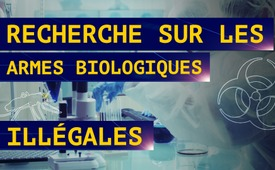 RECHERCHE SUR LES
ARMES BIOLOGIQUES
ILLÉGALES